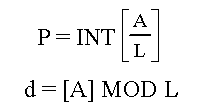 P = INT[A/L]
d = [A] MOD L